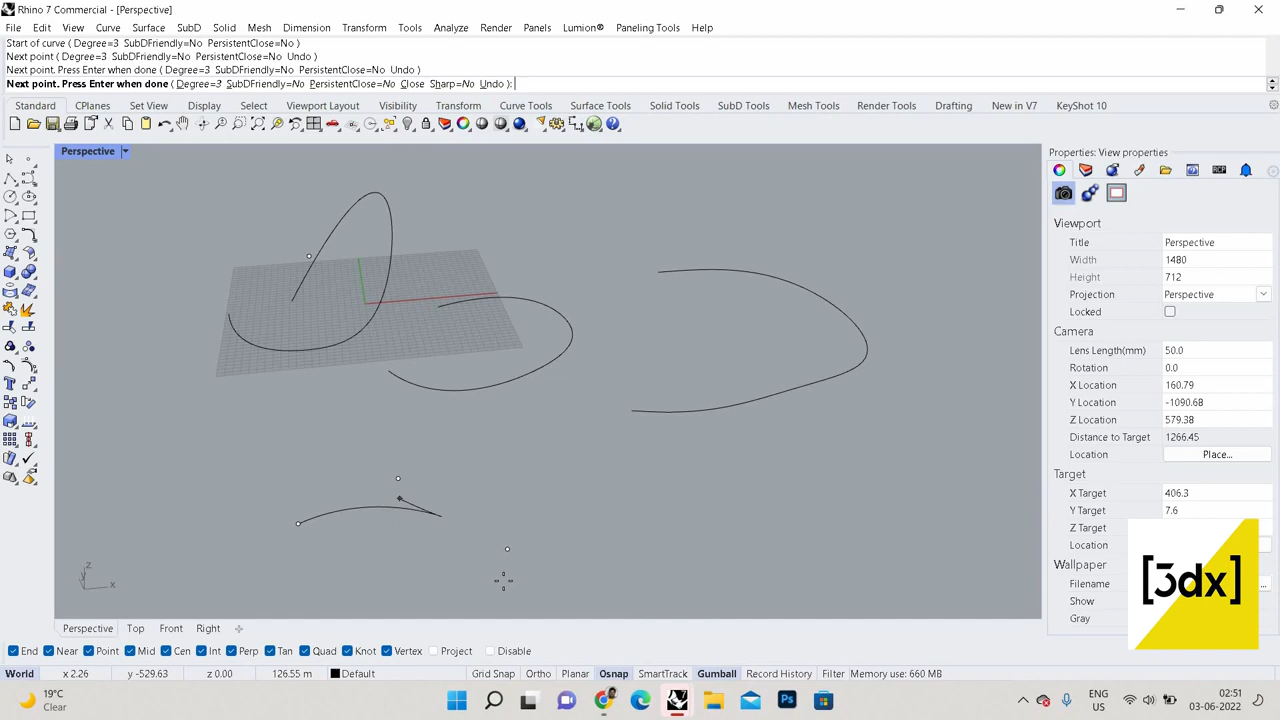 Rhino 7 Commercial - [Perspective]
File Edit View Curve Surface SubD Solid Mesh Dimension Transform Tools Analyze Render Panels Lumion® Paneling Tools Help
Start of curve ( Degree=3 SubDFriendly=No PersistentClose=No )
Next point ( Degree=3 SubDFriendly=No PersistentClose=No Undo )
Next point. Press Enter when done ( Degree=3 SubDFriendly=No PersistentClose=No Undo )
Next point. Press Enter when done ( Degree=3 SubDFriendly=No PersistentClose=No Close Sharp=No Undo ):
Standard CPlanes Set View Display Select Viewport Layout Visibility Transform Curve Tools Surface Tools Solid Tools SubD Tools Mesh Tools Render Tools Drafting New in V7 KeyShot 10
Perspective
Properties: View properties
Viewport
Title Perspective
Width 1480
Height 712
Projection Perspective
Locked
Camera
Lens Length(mm) 50.0
Rotation 0.0
X Location 160.79
Y Location -1090.68
Z Location 579.38
Distance to Target 1266.45
Location Place...
Target
X Target 406.3
Y Target 7.6
Z Target
Location
Wallpaper
Filename ...
Show
Gray
[3dx]
z
x
Perspective Top Front Right
End Near Point Mid Cen Int Perp Tan Quad Knot Vertex Project Disable
World x 2.26 y -529.63 z 0.00 126.55 m Default Grid Snap Ortho Planar Osnap SmartTrack Gumball Record History Filter Memory use: 660 MB
19°C
Clear
Ps
ENG
US
02:51
03-06-2022